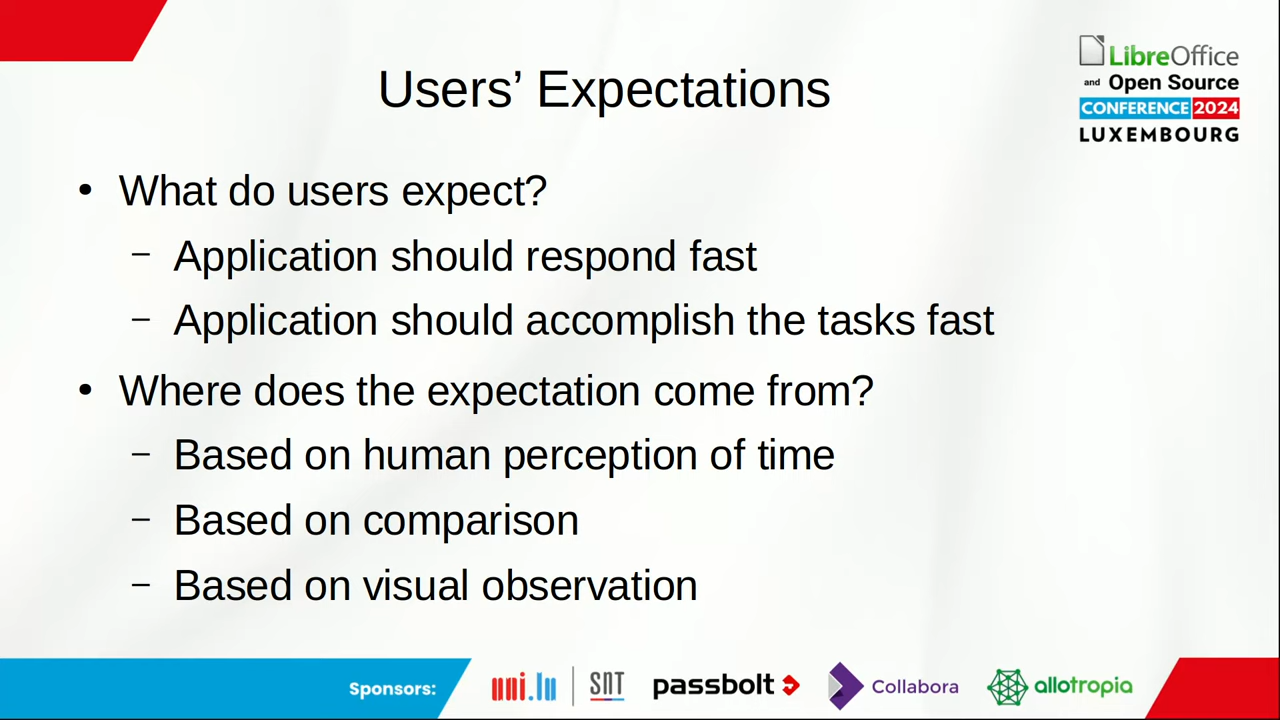 LibreOffice
and Open Source
CONFERENCE 2024
LUXEMBOURG
Users’ Expectations
• What do users expect?
– Application should respond fast
– Application should accomplish the tasks fast
• Where does the expectation come from?
– Based on human perception of time
– Based on comparison
– Based on visual observation
Sponsors: uni.lu SNT passbolt Collabora allotropia